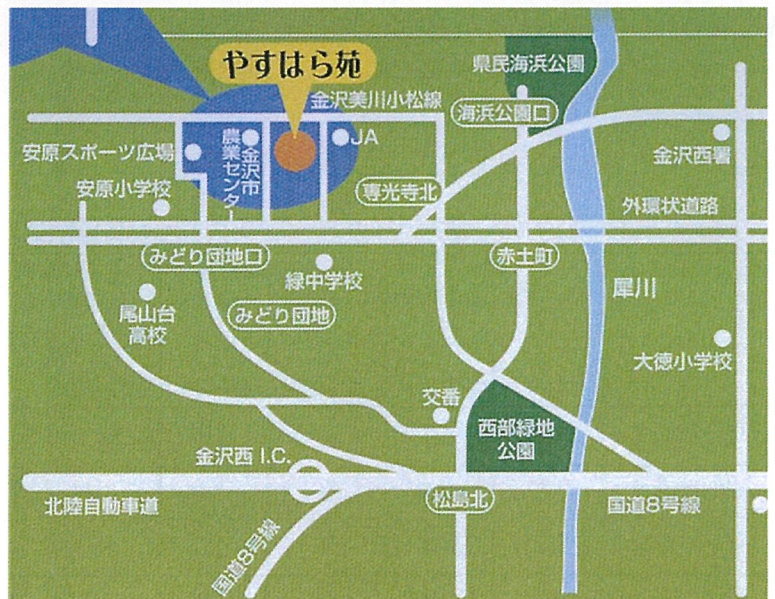 やすはら苑
県民海浜公園
金沢美川小松線
海浜公園口
JA
金沢市
農業センター
安原スポーツ広場
金沢西署
安原小学校
専光寺北
外環状道路
みどり団地口
赤土町
緑中学校
犀川
尾山台
高校
みどり団地
大徳小学校
交番
西部緑地
公園
金沢西 I.C.
北陸自動車道
松島北
国道8号線
国道8号線